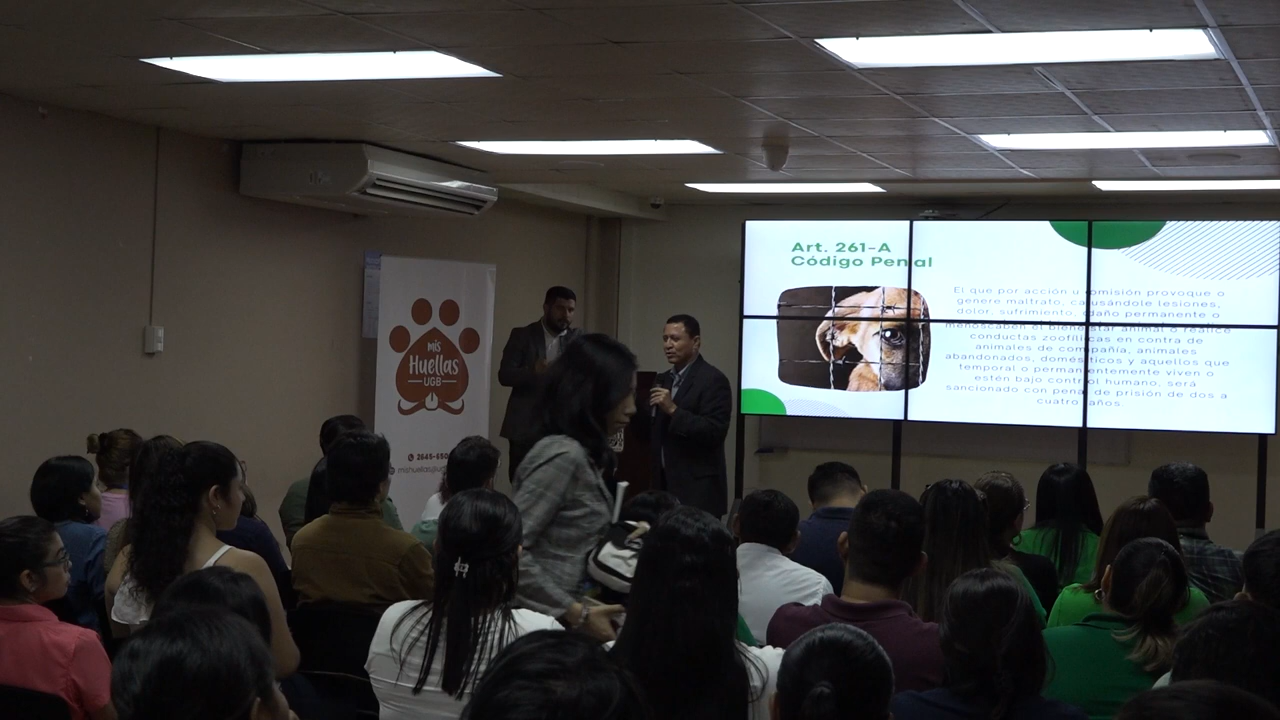 mis
Huellas
UGB
Art. 261-A
Código Penal
El que por acción u omisión provoque o
genere maltrato, causándole lesiones,
dolor, sufrimiento, daño permanente o
menoscaben el bienestar animal o realice
conductas zoofílicas en contra de
animales de compañía, animales
abandonados, domésticos y aquellos que
temporal o permanentemente viven o
estén bajo control humano, será
sancionado con pena de prisión de dos a
cuatro años